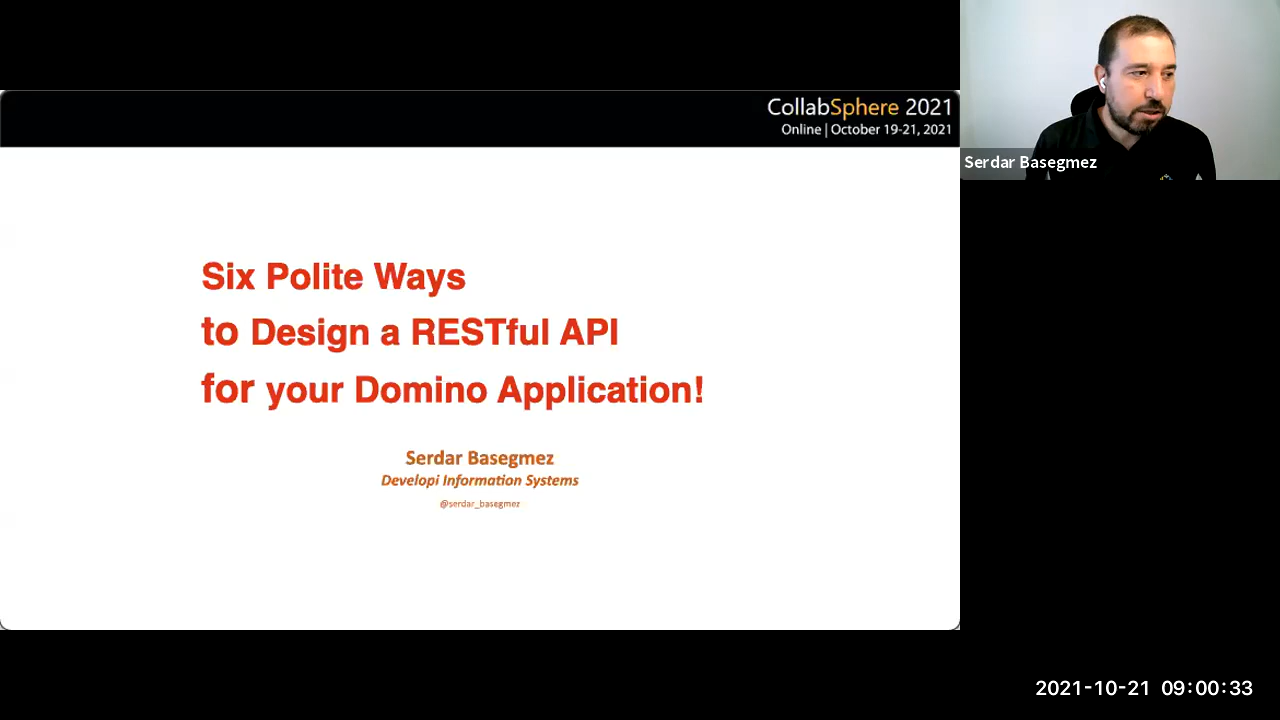 CollabSphere 2021
Online | October 19-21, 2021
Serdar Basegmez
Six Polite Ways
to Design a RESTful API
for your Domino Application!
Serdar Basegmez
Developi Information Systems
@serdar_basegmez
2021-10-21 09:00:33